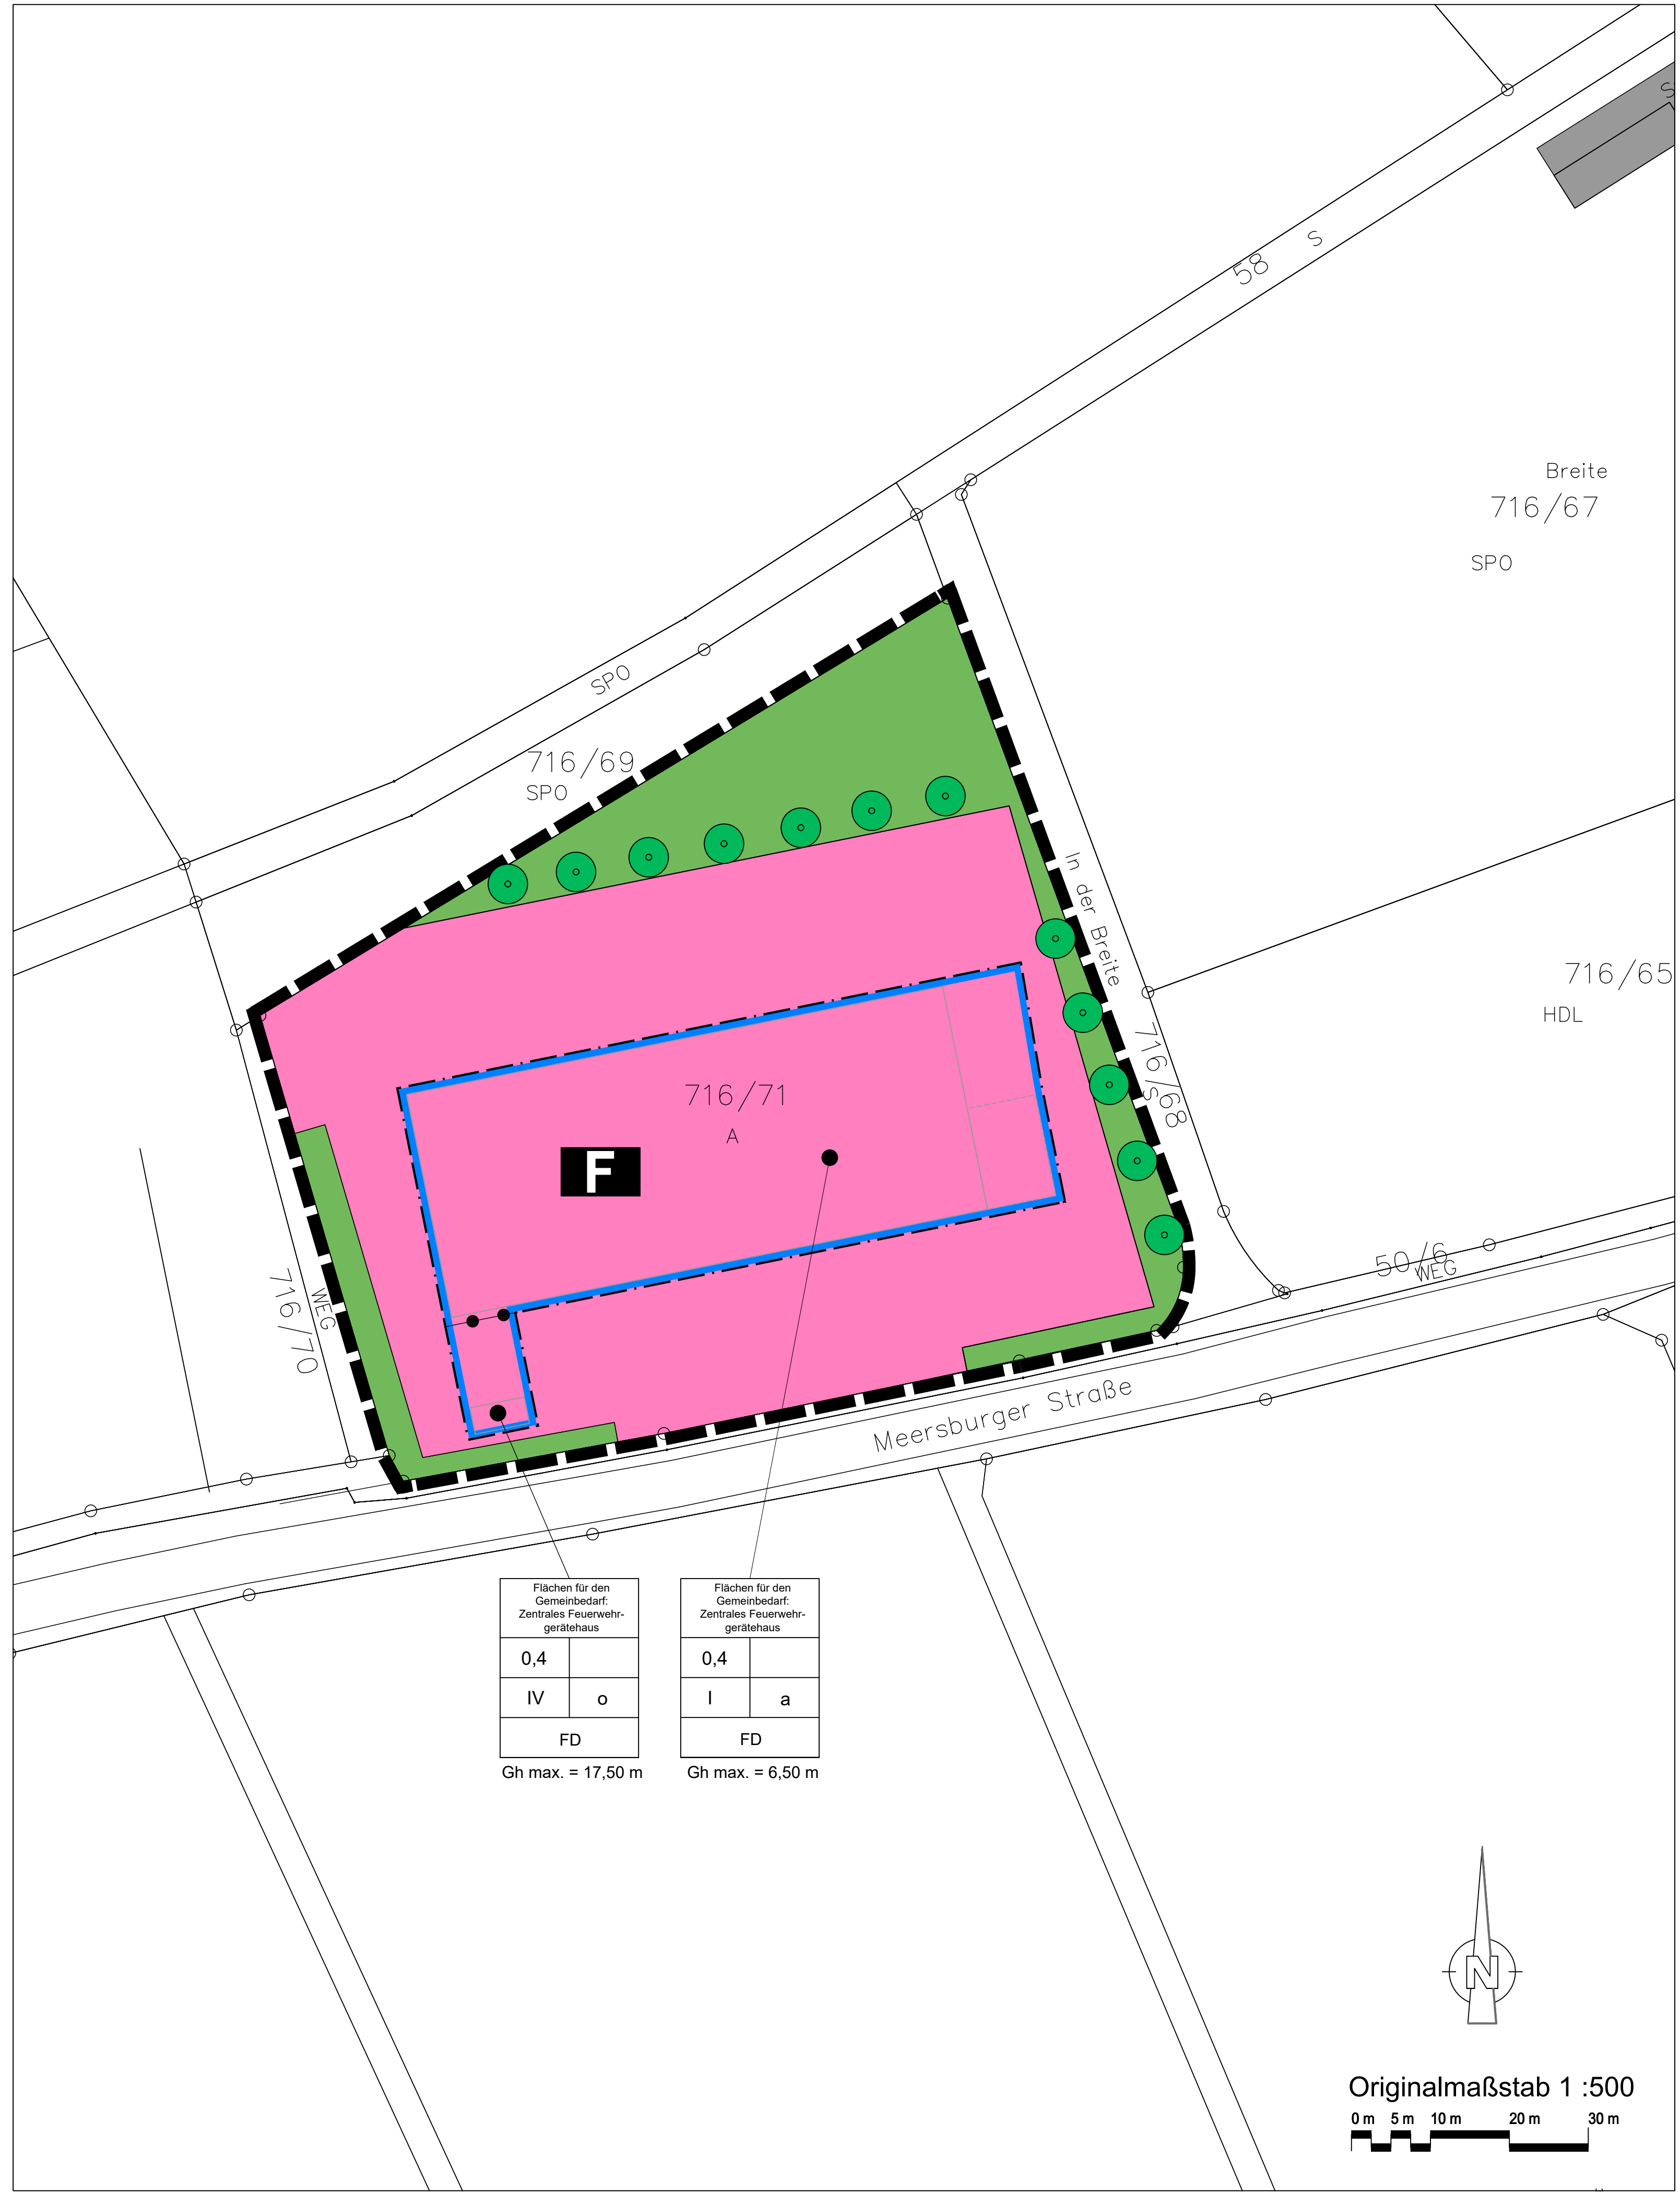 S
S
58
Breite
716/67
SPO
SPO
716/69
SPO
In der Breite
716/65
HDL
716/68
S
716/71
A
F
50/6
WEG
WEG
716/70
Meersburger Straße
Flächen für den
Gemeinbedarf:
Zentrales Feuerwehr-
gerätehaus
0,4
IV o
FD
Gh max. = 17,50 m
Flächen für den
Gemeinbedarf:
Zentrales Feuerwehr-
gerätehaus
0,4
I a
FD
Gh max. = 6,50 m
N
Originalmaßstab 1 :500
0 m 5 m 10 m 20 m 30 m